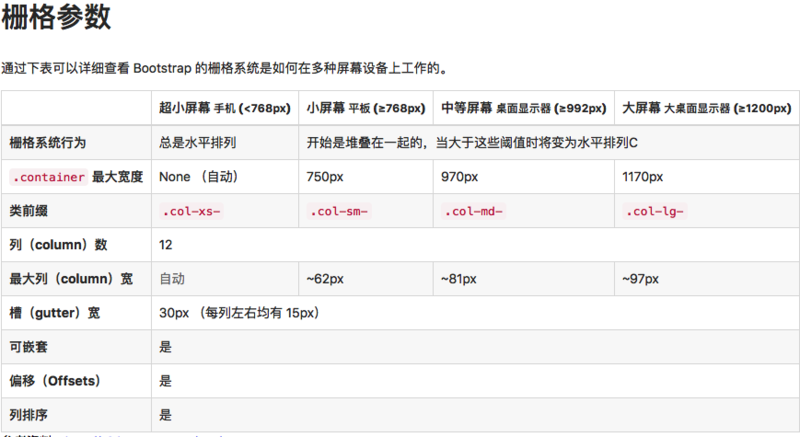 栅格参数
通过下表可以详细查看 Bootstrap 的栅格系统是如何在多种屏幕设备上工作的。
超小屏幕 手机 (<768px) 小屏幕 平板 (≥768px) 中等屏幕 桌面显示器 (≥992px) 大屏幕 大桌面显示器 (≥1200px)
栅格系统行为 总是水平排列 开始是堆叠在一起的，当大于这些阈值时将变为水平排列C
.container 最大宽度 None （自动） 750px 970px 1170px
类前缀 .col-xs- .col-sm- .col-md- .col-lg-
列（column）数 12
最大列（column）宽 自动 ~62px ~81px ~97px
槽（gutter）宽 30px （每列左右均有 15px）
可嵌套 是
偏移（Offsets） 是
列排序 是